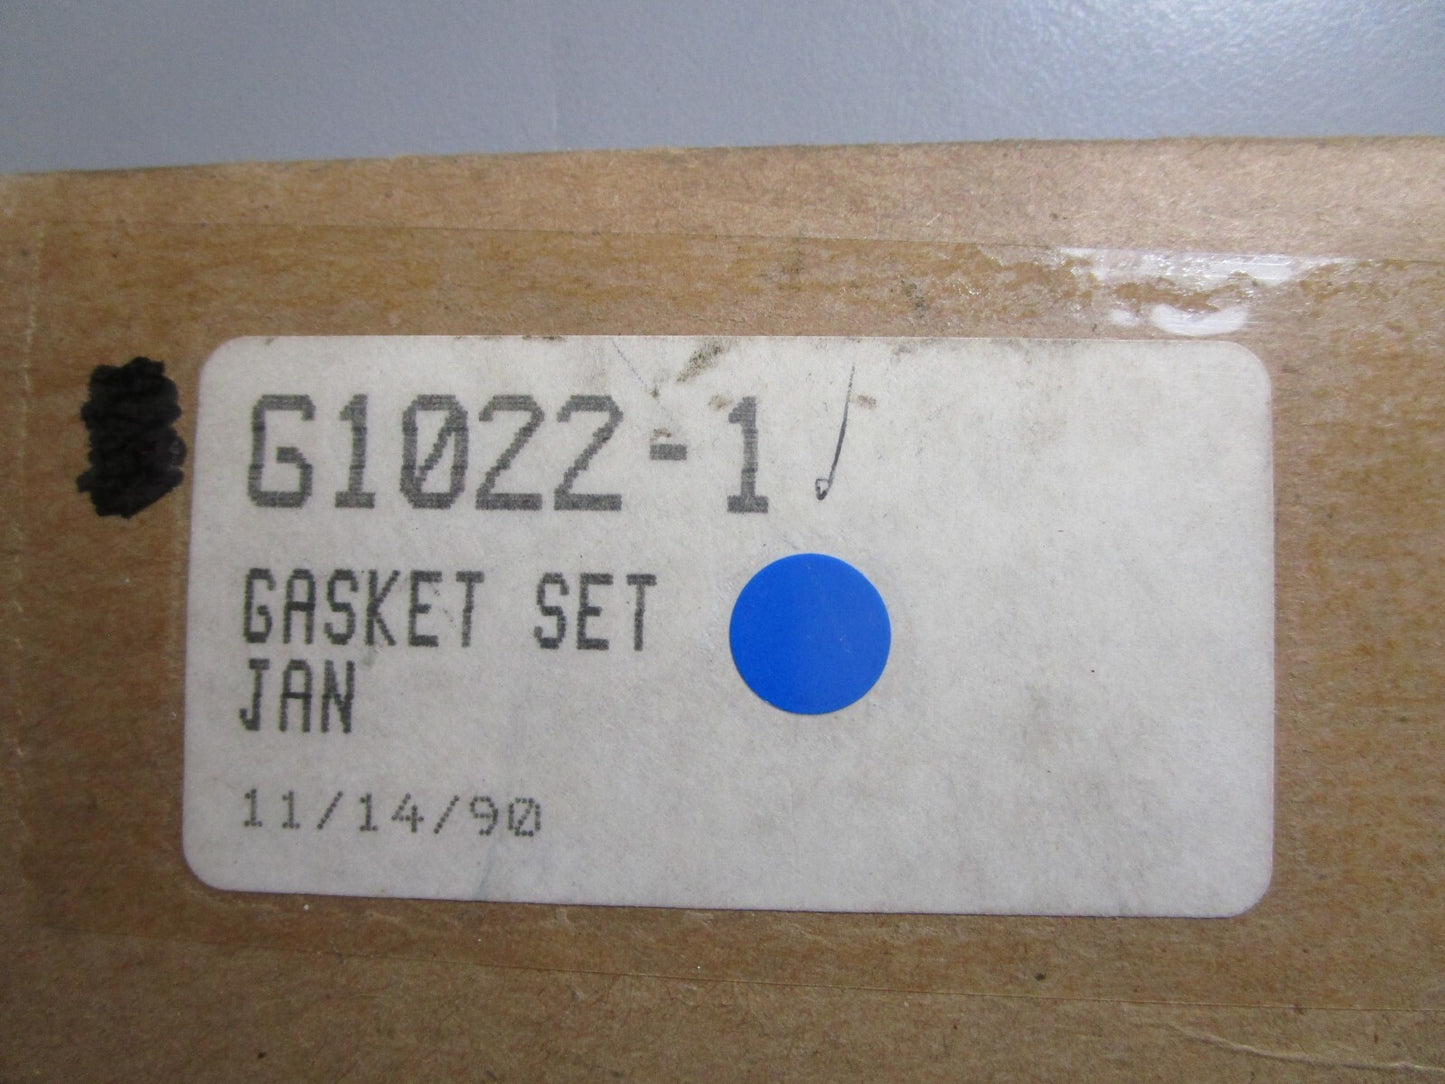 G1022-1
GASKET SET
JAN
11/14/90